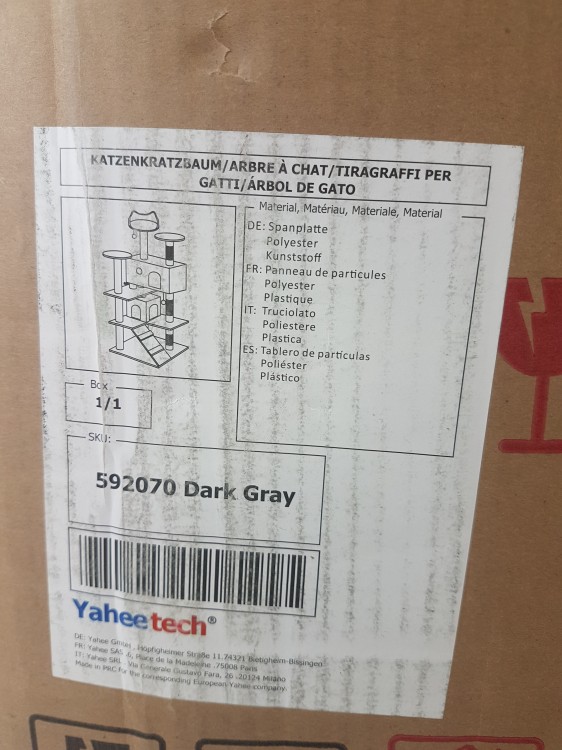 KATZENKRATZBAUM/ARBRE À CHAT/TIRAGRAFFI PER
GATTI/ÁRBOL DE GATO
Material, Matériau, Materiale, Material
DE: Spanplatte
Polyester
Kunststoff
FR: Panneau de particules
Polyester
Plastique
IT: Truciolato
Poliestere
Plastica
ES: Tablero de partículas
Poliéster
Plástico
Box
1/1
SKU:
592070 Dark Gray
Yaheetech®
DE: Yahee GmbH, Höpfigheimer Straße 11.74321 Bietigheim-Bissingen
FR: Yahee SAS 6, Place de la Madeleine .75008 Paris
IT: Yahee SRL Via Generale Gustavo Fara, 26 .20124 Milano
Made in PRC for the corresponding European Yahee company.